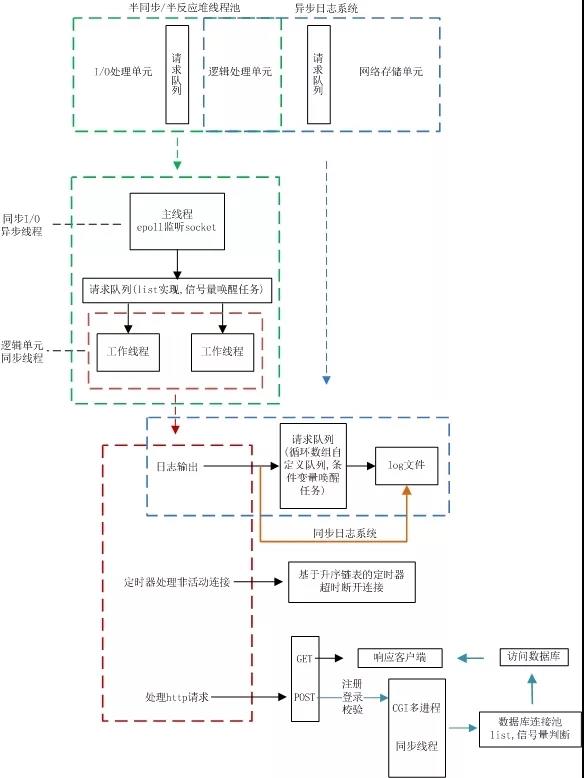 半同步/半反应堆线程池
异步日志系统
I/O处理单元
请
求
队
列
逻辑处理单元
请
求
队
列
网络存储单元
同步I/O
异步线程
主线程
epoll监听socket
请求队列(list实现,信号量唤醒任务)
逻辑单元
同步线程
工作线程
工作线程
日志输出
请求队列
(循环数组自
定义队列,条
件变量唤醒
任务)
log文件
同步日志系统
定时器处理非活动连接
基于升序链表的定时器
超时断开连接
处理http请求
GET
POST
响应客户端
访问数据库
注册
登录
校验
CGI多进程
同步线程
数据库连接池
list,信号量判断